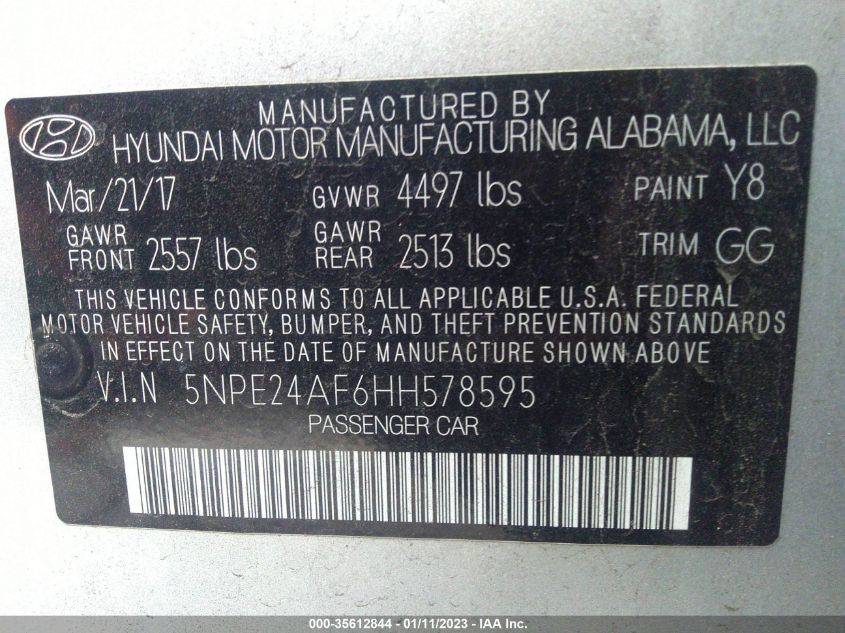 MANUFACTURED BY
HYUNDAI MOTOR MANUFACTURING ALABAMA, LLC
Mar/21/17 GVWR 4497 lbs PAINT Y8
GAWR FRONT 2557 lbs GAWR REAR 2513 lbs TRIM GG
THIS VEHICLE CONFORMS TO ALL APPLICABLE U.S.A. FEDERAL
MOTOR VEHICLE SAFETY, BUMPER, AND THEFT PREVENTION STANDARDS
IN EFFECT ON THE DATE OF MANUFACTURE SHOWN ABOVE
V.I.N 5NPE24AF6HH578595
PASSENGER CAR
000-35612844 - 01/11/2023 - IAA Inc.